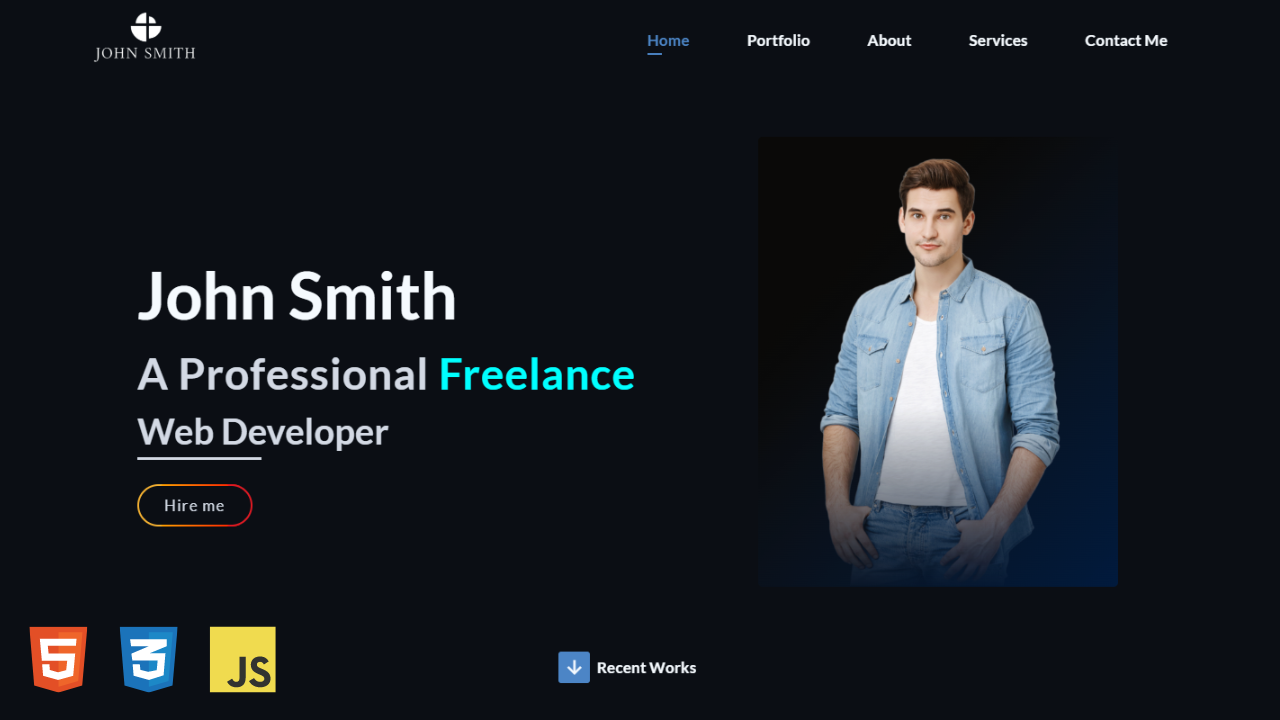 JOHN SMITH
Home Portfolio About Services Contact Me
John Smith
A Professional Freelance
Web Developer
Hire me
5 3 JS
Recent Works